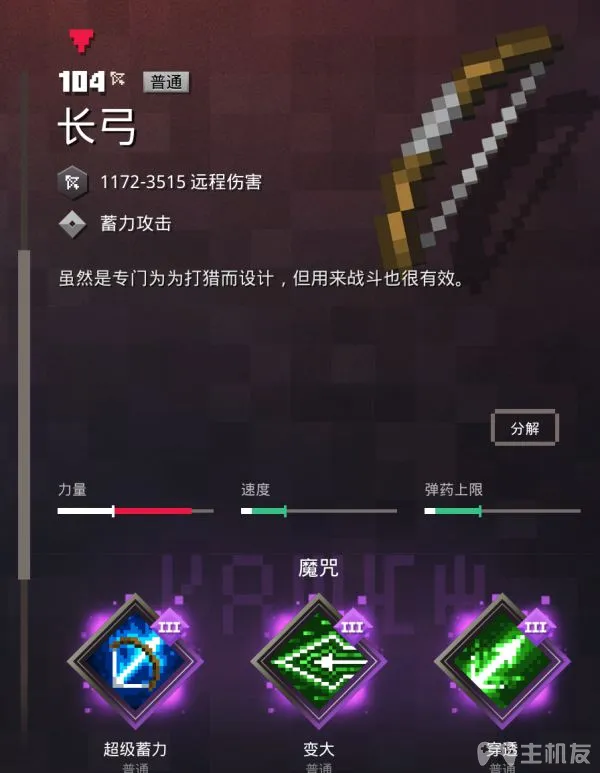 104 普通
长弓
1172-3515 远程伤害
蓄力攻击
虽然是专门为为打猎而设计，但用来战斗也很有效。
分解
力量 速度 弹药上限
魔咒
III III III
超级蓄力 变大 穿透
普通 普通 普通
主机友